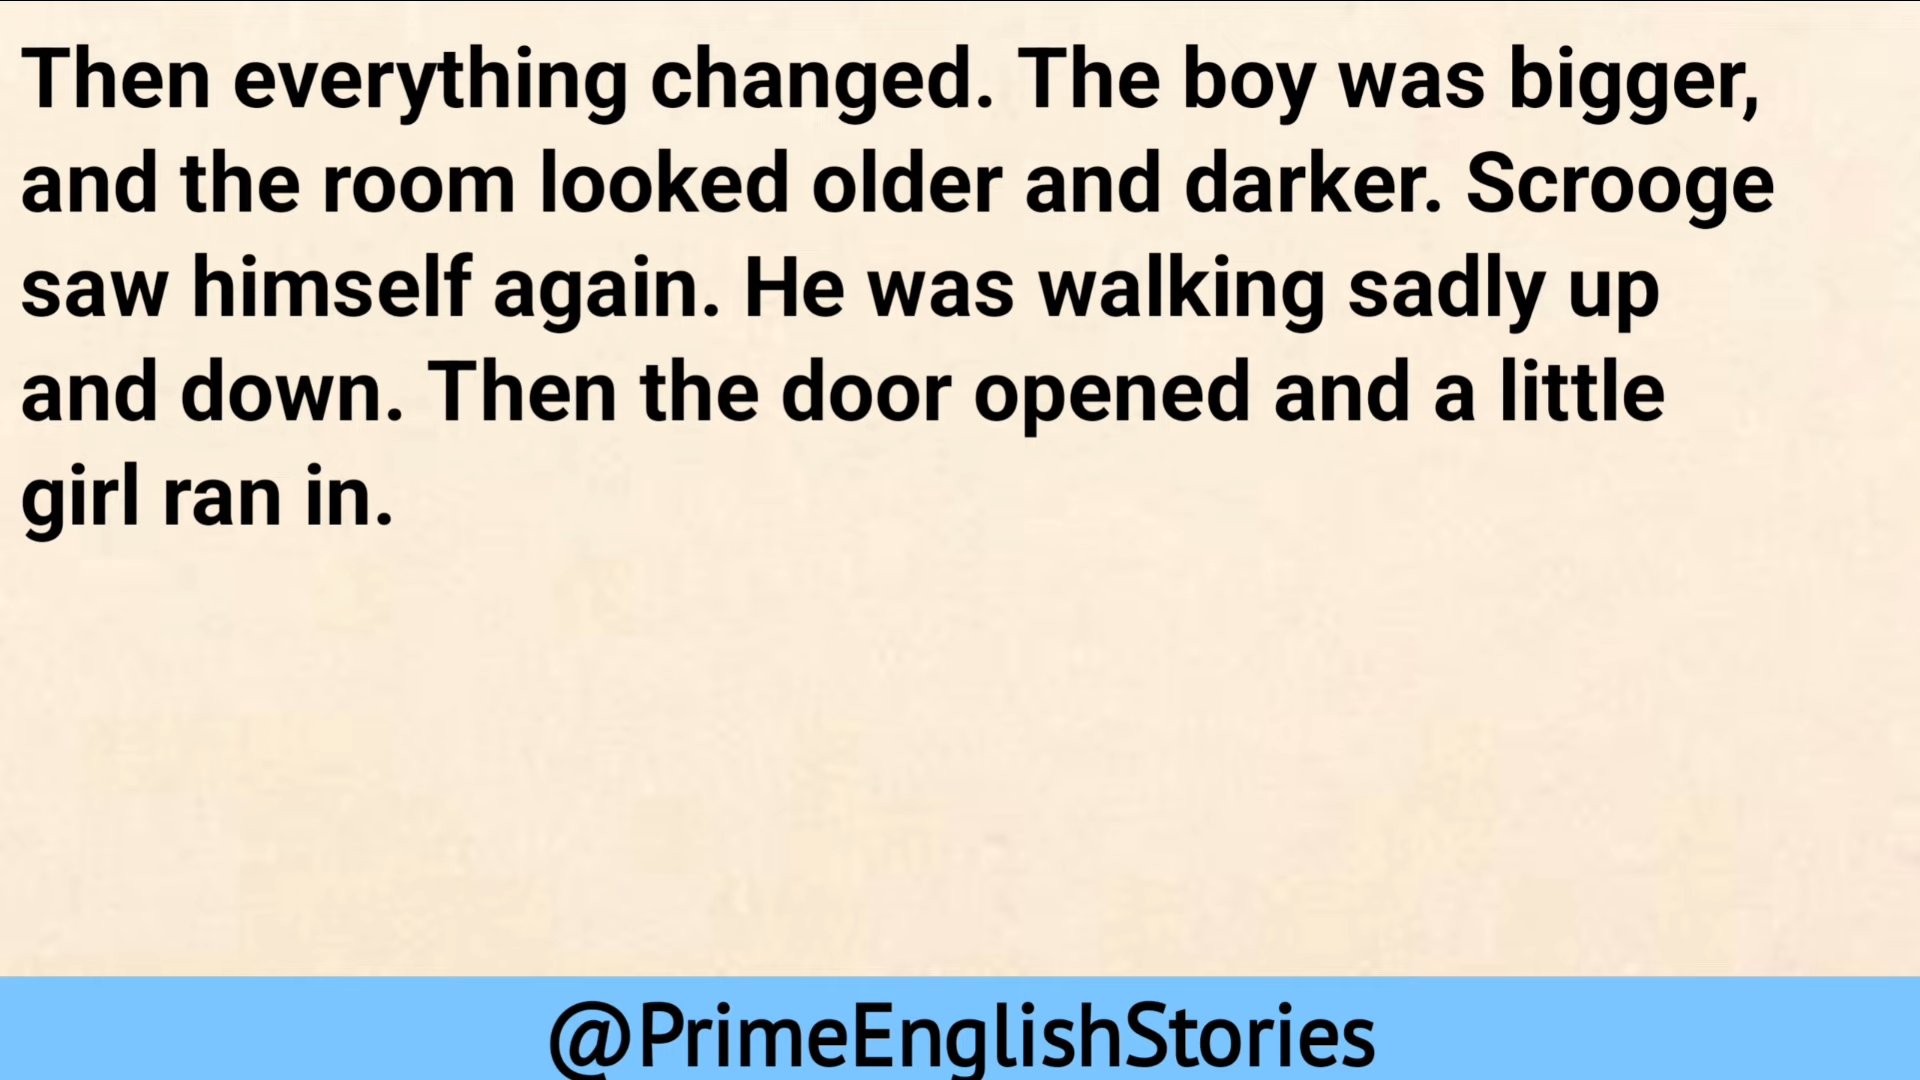 Then everything changed. The boy was bigger,
and the room looked older and darker. Scrooge
saw himself again. He was walking sadly up
and down. Then the door opened and a little
girl ran in.
@PrimeEnglishStories